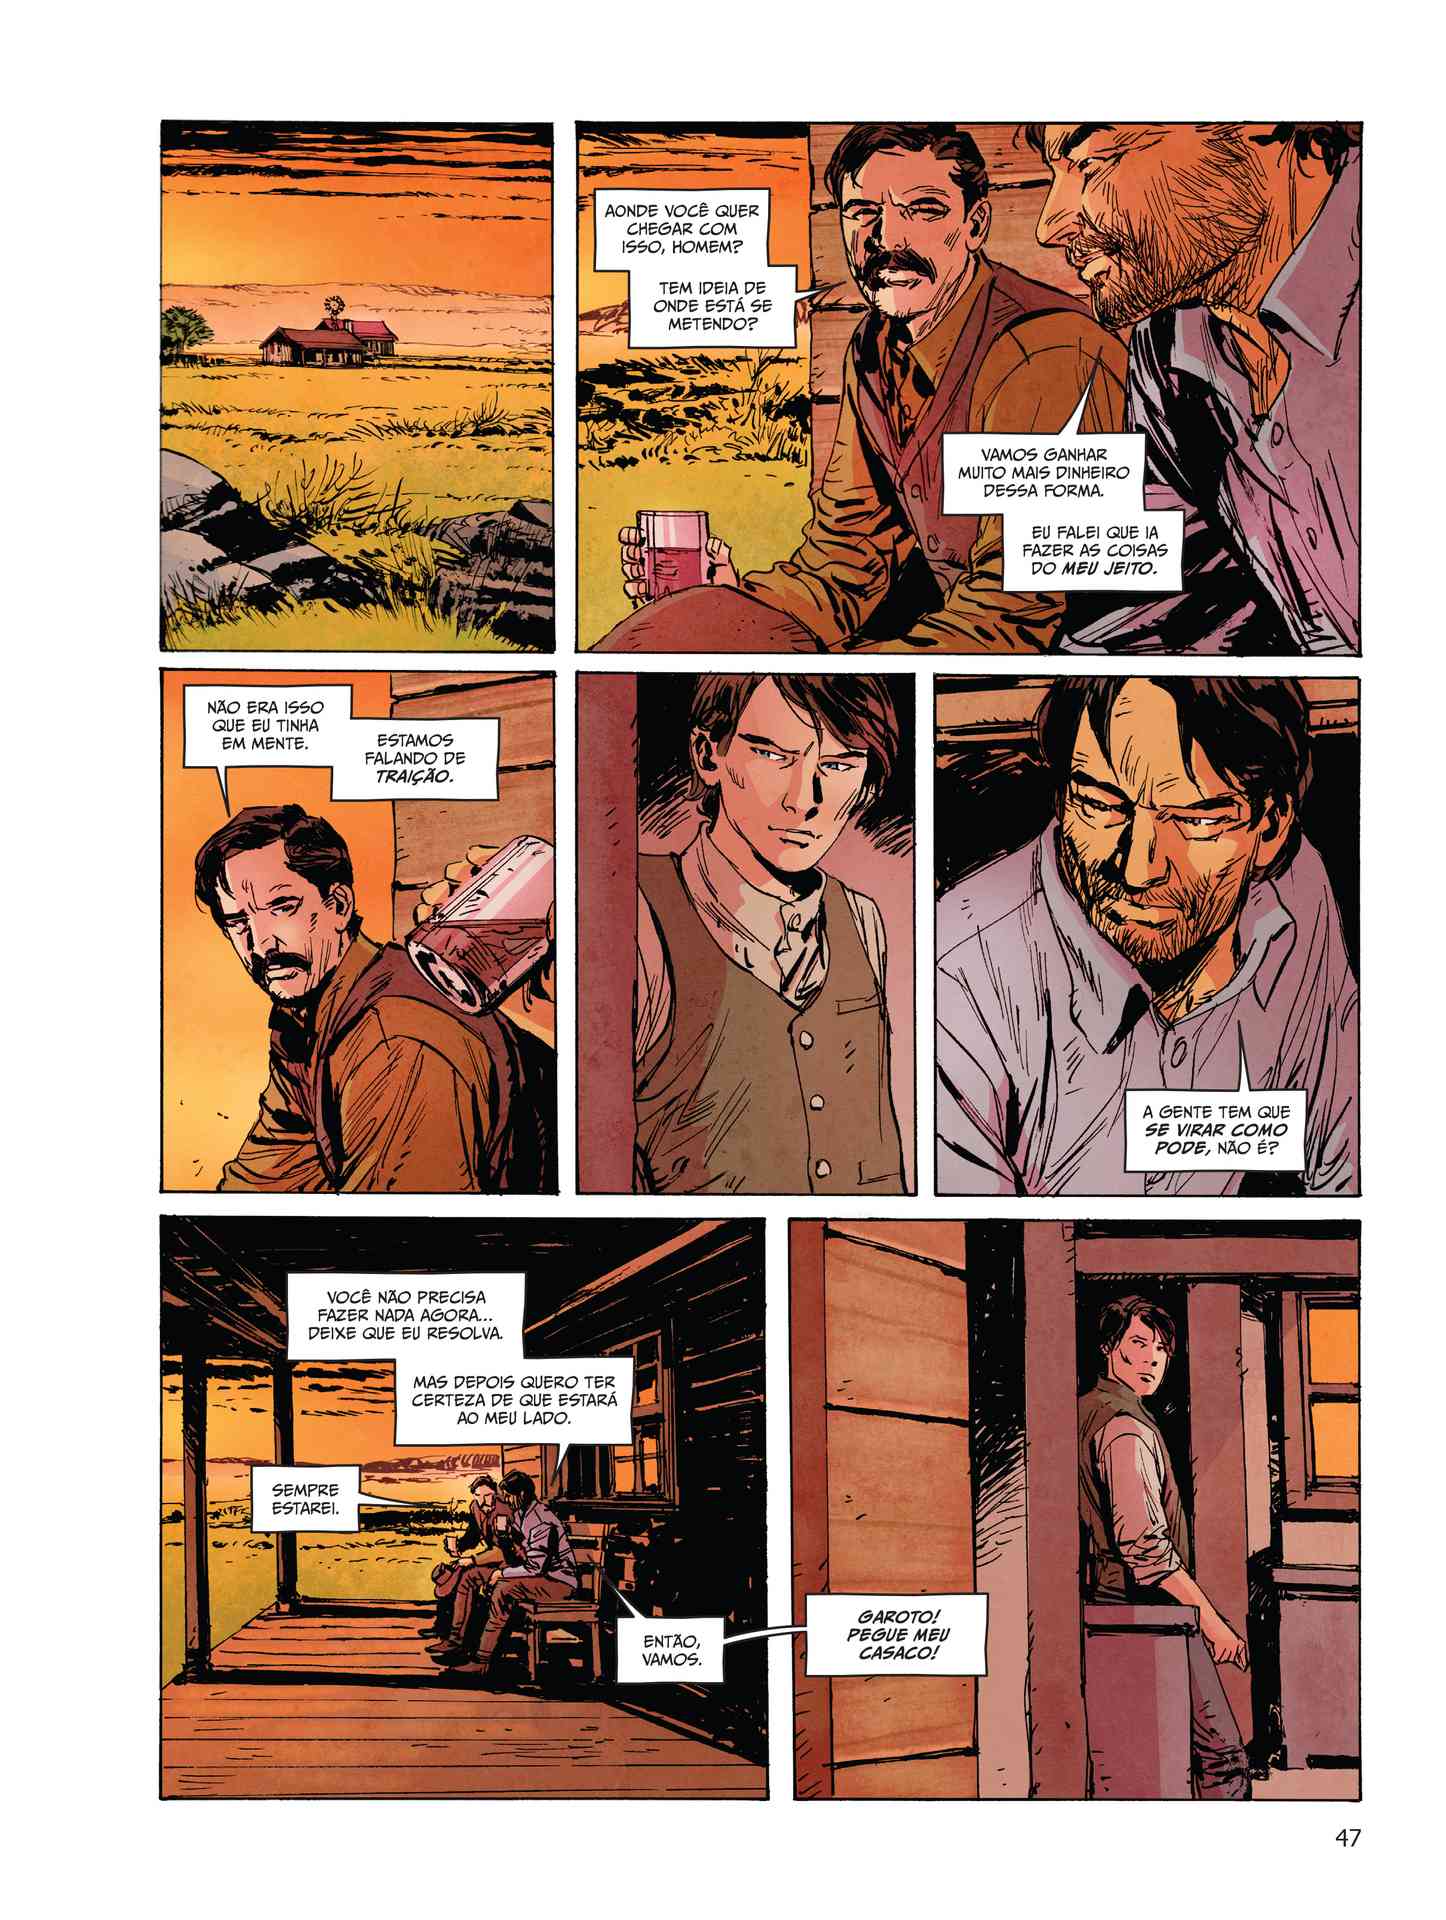 AONDE VOCÊ QUER
CHEGAR COM
ISSO, HOMEM?
TEM IDEIA DE
ONDE ESTÁ SE
METENDO?
VAMOS GANHAR
MUITO MAIS DINHEIRO
DESSA FORMA.
EU FALEI QUE IA
FAZER AS COISAS
DO MEU JEITO.
NÃO ERA ISSO
QUE EU TINHA
EM MENTE.
ESTAMOS
FALANDO DE
TRAIÇÃO.
A GENTE TEM QUE
SE VIRAR COMO
PODE, NÃO É?
VOCÊ NÃO PRECISA
FAZER NADA AGORA...
DEIXE QUE EU RESOLVA.
MAS DEPOIS QUERO TER
CERTEZA DE QUE ESTARÁ
AO MEU LADO.
SEMPRE
ESTAREI.
ENTÃO,
VAMOS.
GAROTO!
PEGUE MEU
CASACO!
47